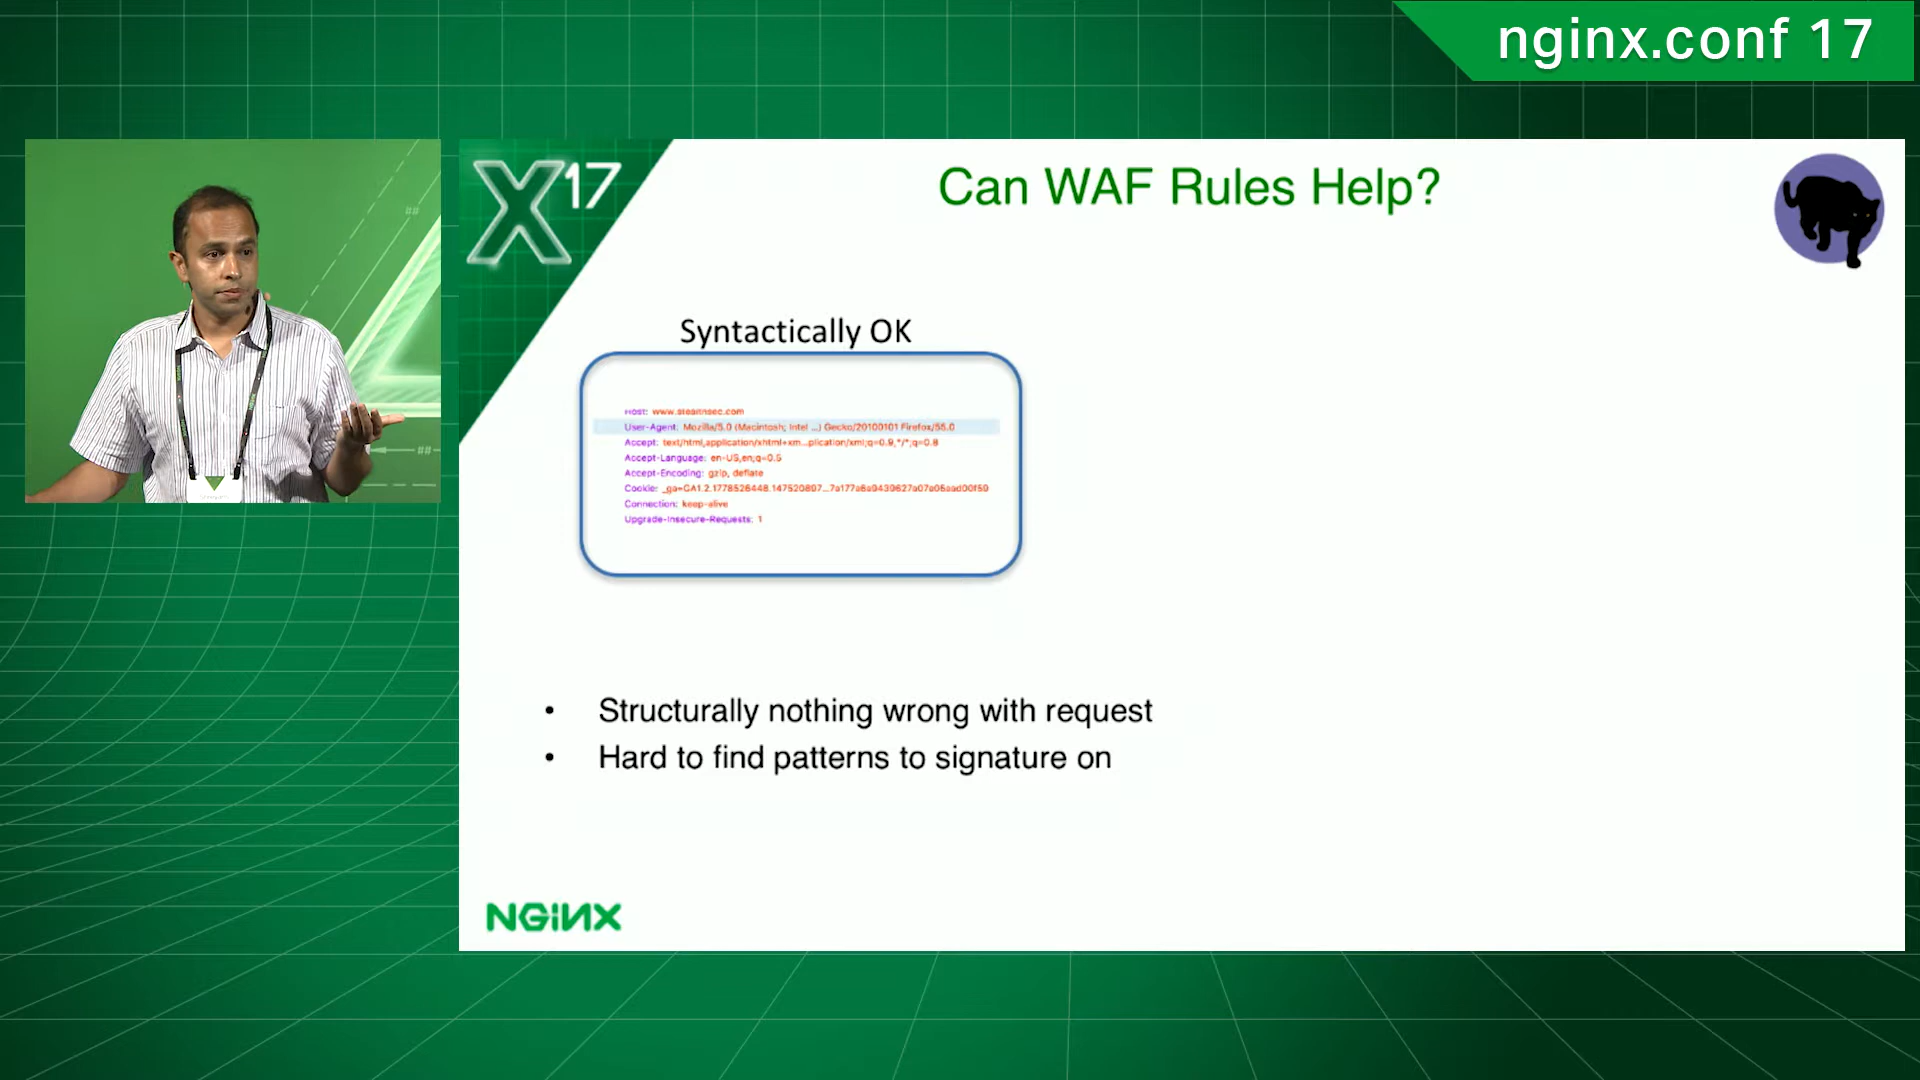 nginx.conf 17
X17
Can WAF Rules Help?
Syntactically OK
Host: www.stealthsec.com
User-Agent: Mozilla/5.0 (Macintosh; Intel ...) Gecko/20100101 Firefox/55.0
Accept: text/html,application/xhtml+xm...plication/xml;q=0.9,*/*;q=0.8
Accept-Language: en-US,en;q=0.5
Accept-Encoding: gzip, deflate
Cookie:
Connection: keep-alive
Upgrade-Insecure-Requests: 1
• Structurally nothing wrong with request
• Hard to find patterns to signature on
NGINX
##
##